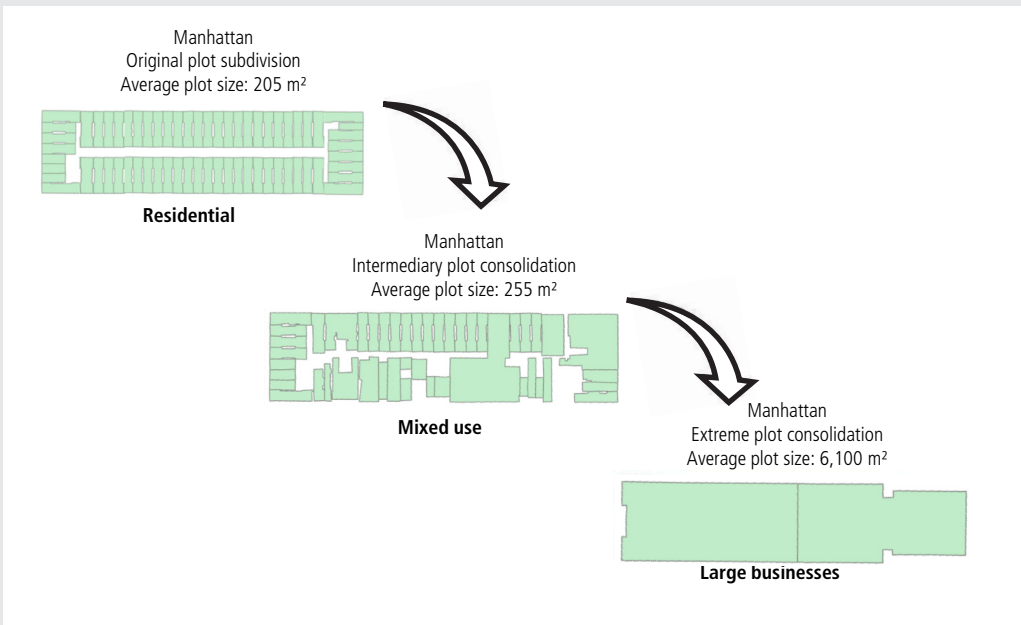 Manhattan
Original plot subdivision
Average plot size: 205 m²
Residential
Manhattan
Intermediary plot consolidation
Average plot size: 255 m²
Mixed use
Manhattan
Extreme plot consolidation
Average plot size: 6,100 m²
Large businesses